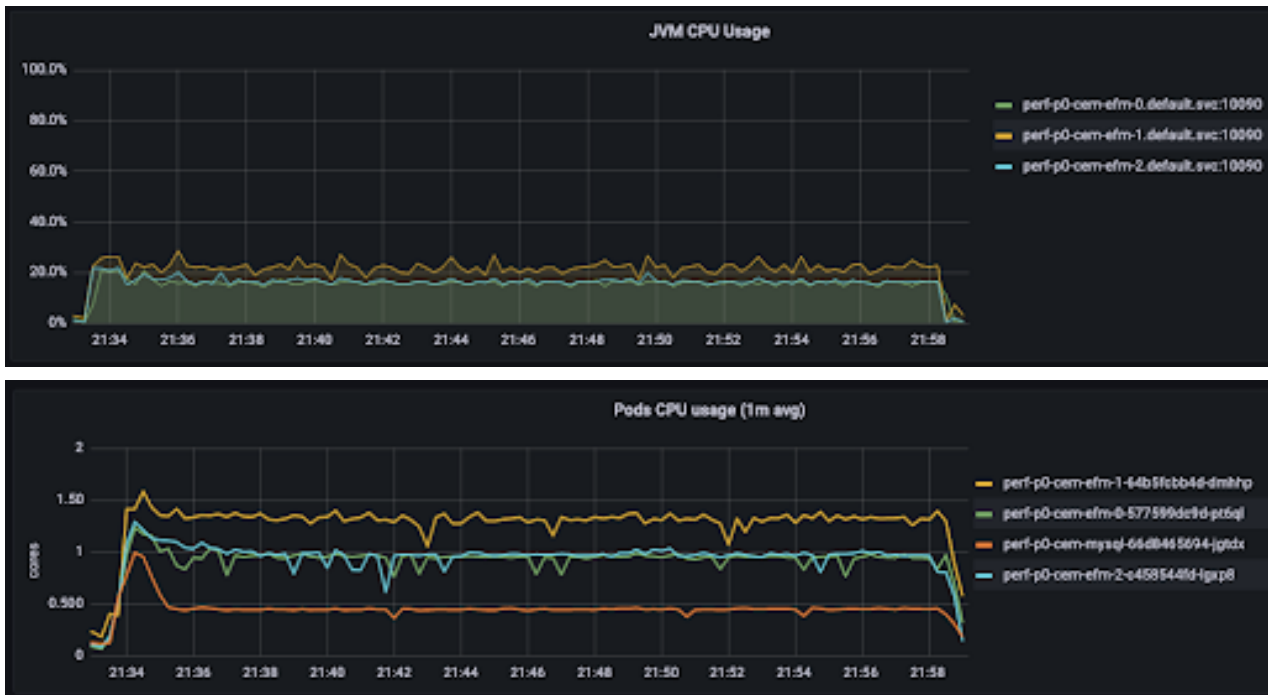 JVM CPU Usage
100.0%
80.0%
60.0%
40.0%
20.0%
0%
21:34 21:36 21:38 21:40 21:42 21:44 21:46 21:48 21:50 21:52 21:54 21:56 21:58
perf-p0-cem-efm-0.default.svc:10090
perf-p0-cem-efm-1.default.svc:10090
perf-p0-cem-efm-2.default.svc:10090
Pods CPU usage (1m avg)
cores
2
1.50
1
0.500
0
21:34 21:36 21:38 21:40 21:42 21:44 21:46 21:48 21:50 21:52 21:54 21:56 21:58
perf-p0-cem-efm-1-64b5fcbb4d-dmhhp
perf-p0-cem-efm-0-577599dc9d-pt6ql
perf-p0-cem-mysql-66d8465694-jgtdx
perf-p0-cem-efm-2-c458544fd-lgxp8